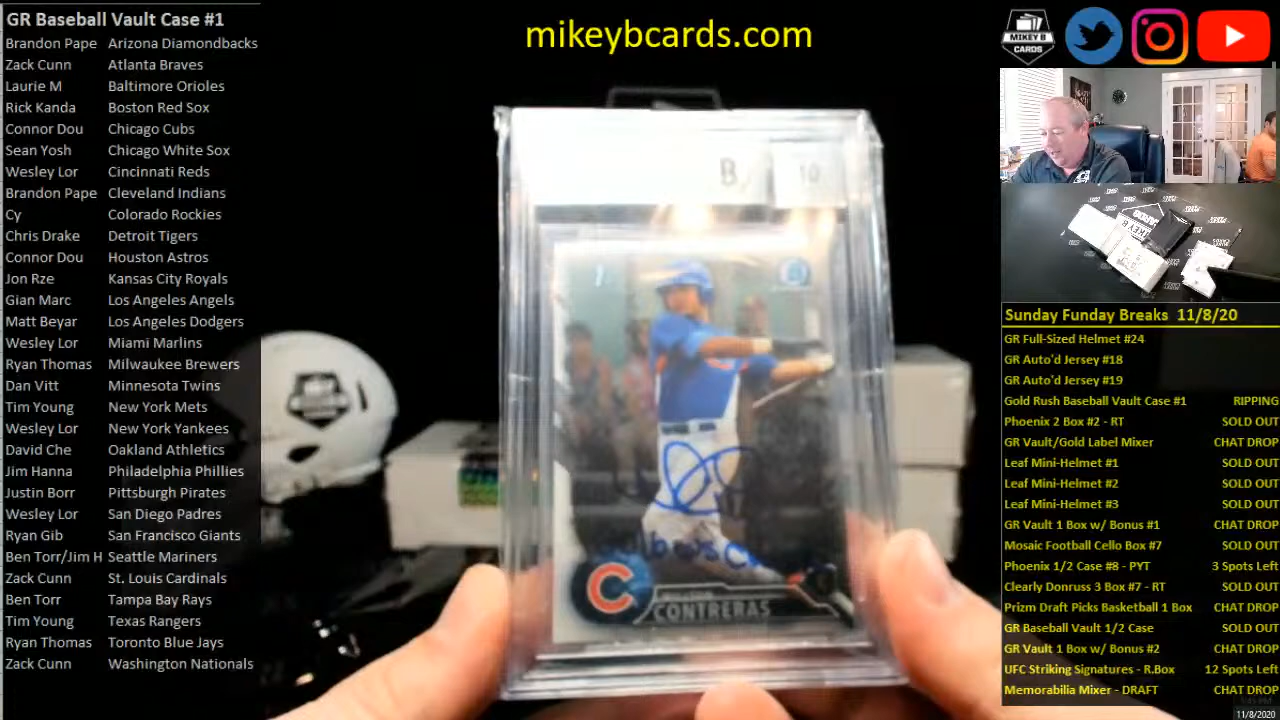 GR Baseball Vault Case #1
Brandon Pape Arizona Diamondbacks
Zack Cunn Atlanta Braves
Laurie M Baltimore Orioles
Rick Kanda Boston Red Sox
Connor Dou Chicago Cubs
Sean Yosh Chicago White Sox
Wesley Lor Cincinnati Reds
Brandon Pape Cleveland Indians
Cy Colorado Rockies
Chris Drake Detroit Tigers
Connor Dou Houston Astros
Jon Rze Kansas City Royals
Gian Marc Los Angeles Angels
Matt Beyar Los Angeles Dodgers
Wesley Lor Miami Marlins
Ryan Thomas Milwaukee Brewers
Dan Vitt Minnesota Twins
Tim Young New York Mets
Wesley Lor New York Yankees
David Che Oakland Athletics
Jim Hanna Philadelphia Phillies
Justin Borr Pittsburgh Pirates
Wesley Lor San Diego Padres
Ryan Gib San Francisco Giants
Ben Torr/Jim H Seattle Mariners
Zack Cunn St. Louis Cardinals
Ben Torr Tampa Bay Rays
Tim Young Texas Rangers
Ryan Thomas Toronto Blue Jays
Zack Cunn Washington Nationals
mikeybcards.com
10
C
CONTRERAS
MIKEY B
CARDS
Sunday Funday Breaks 11/8/20
GR Full-Sized Helmet #24
GR Auto'd Jersey #18
GR Auto'd Jersey #19
Gold Rush Baseball Vault Case #1 RIPPING
Phoenix 2 Box #2 - RT SOLD OUT
GR Vault/Gold Label Mixer CHAT DROP
Leaf Mini-Helmet #1 SOLD OUT
Leaf Mini-Helmet #2 SOLD OUT
Leaf Mini-Helmet #3 SOLD OUT
GR Vault 1 Box w/ Bonus #1 CHAT DROP
Mosaic Football Cello Box #7 SOLD OUT
Phoenix 1/2 Case #8 - PYT 3 Spots Left
Clearly Donruss 3 Box #7 - RT SOLD OUT
Prizm Draft Picks Basketball 1 Box CHAT DROP
GR Baseball Vault 1/2 Case SOLD OUT
GR Vault 1 Box w/ Bonus #2 CHAT DROP
UFC Striking Signatures - R.Box 12 Spots Left
Memorabilia Mixer - DRAFT CHAT DROP
11/8/2020